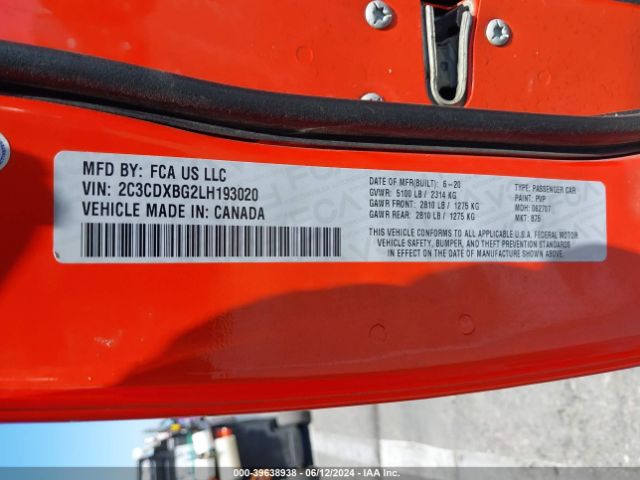 MFD BY: FCA US LLC
VIN: 2C3CDXBG2LH193020
VEHICLE MADE IN: CANADA
DATE OF MFR(BUILT): 6-20
GVWR: 5100 LB / 2314 KG
GAWR FRONT: 2810 LB / 1275 KG
GAWR REAR: 2810 LB / 1275 KG
TYPE: PASSENGER CAR
PAINT: PVP
MDH: 062707
MKT: B75
THIS VEHICLE CONFORMS TO ALL APPLICABLE U.S.A. FEDERAL MOTOR
VEHICLE SAFETY, BUMPER, AND THEFT PREVENTION STANDARDS
IN EFFECT ON THE DATE OF MANUFACTURE SHOWN ABOVE.
000-39638938 - 06/12/2024 - IAA Inc.